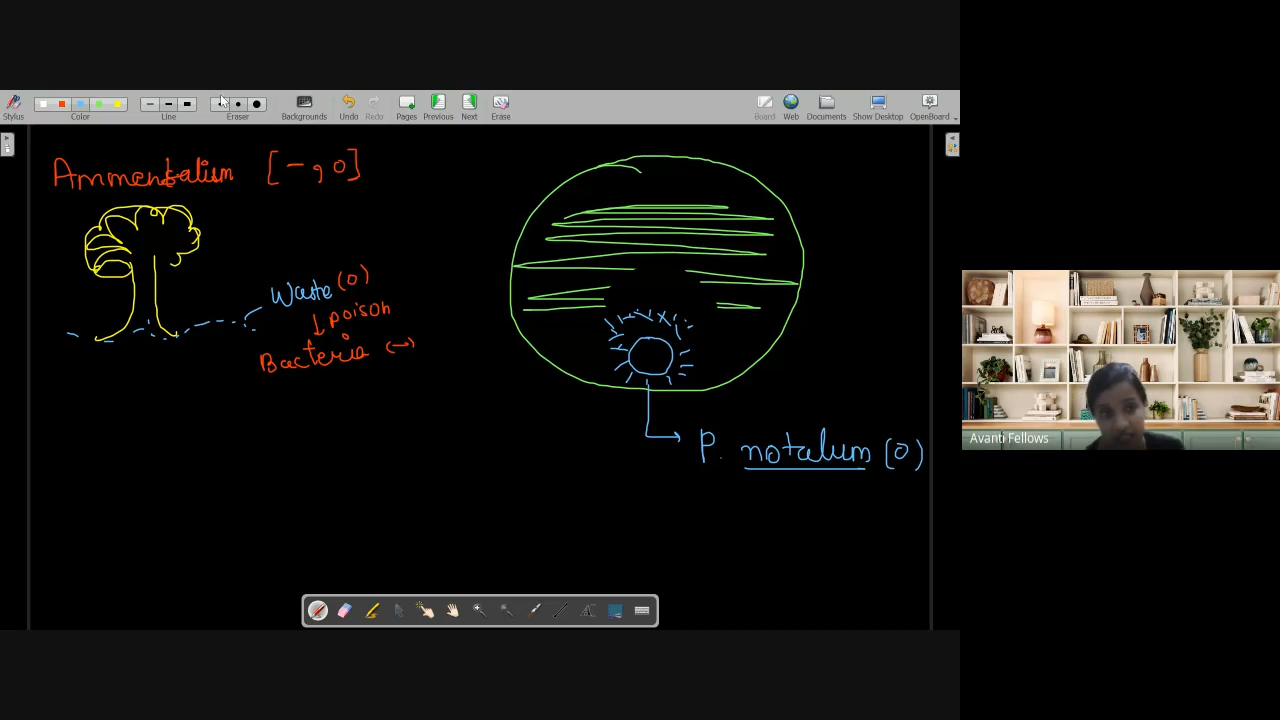 Stylus
Color
Line
Eraser
Backgrounds
Undo
Redo
Pages
Previous
Next
Erase
Board
Web
Documents
Show Desktop
OpenBoard
Ammentalism [-, 0]
Waste (0)
↓ poison
Bacteria (-)
P. notalum (0)
Avanti Fellows